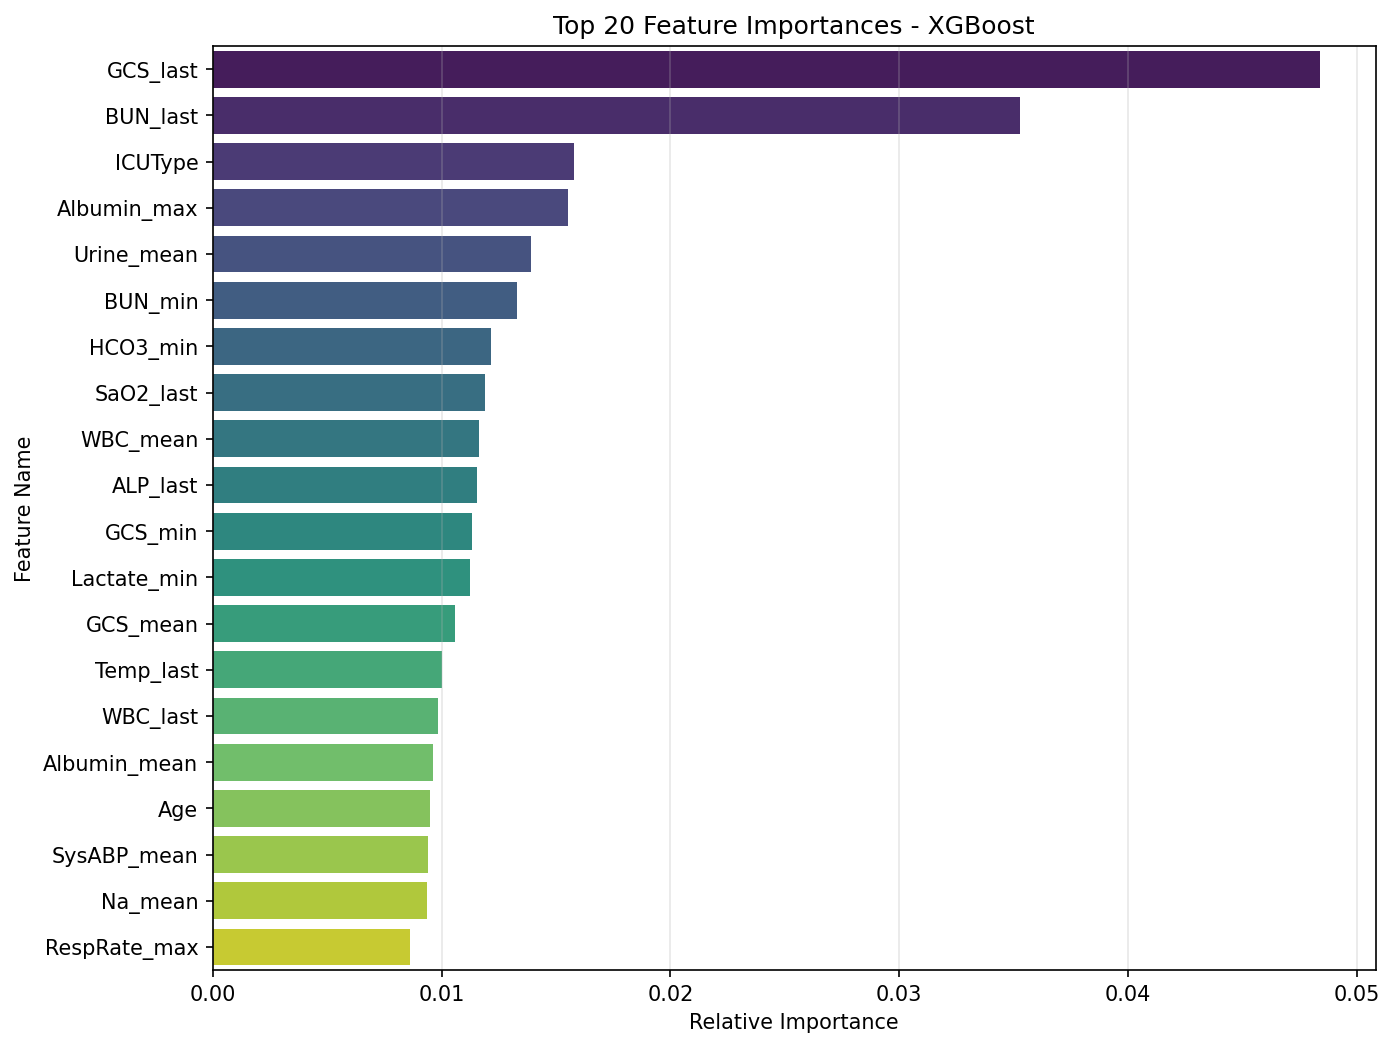 Top 20 Feature Importances - XGBoost
Feature Name
GCS_last
BUN_last
ICUType
Albumin_max
Urine_mean
BUN_min
HCO3_min
SaO2_last
WBC_mean
ALP_last
GCS_min
Lactate_min
GCS_mean
Temp_last
WBC_last
Albumin_mean
Age
SysABP_mean
Na_mean
RespRate_max
0.00 0.01 0.02 0.03 0.04 0.05
Relative Importance